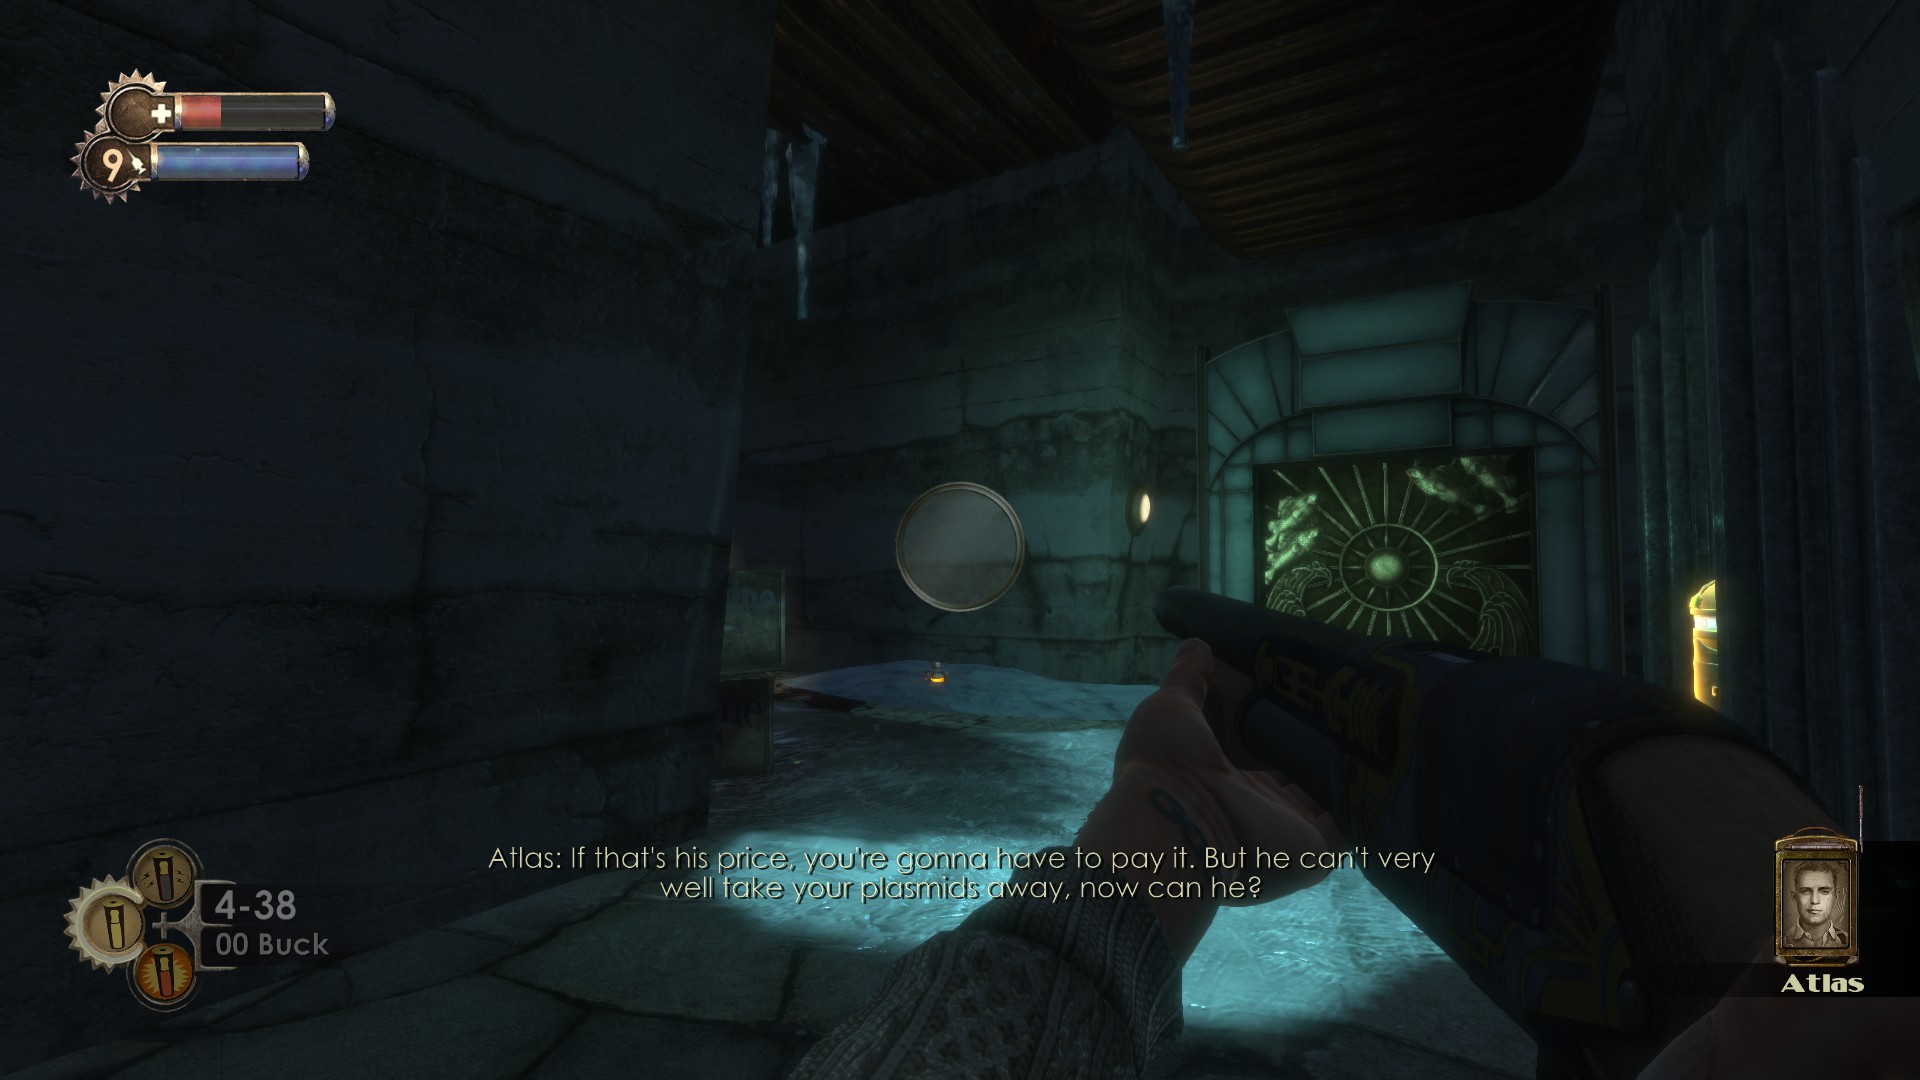 9
Atlas: If that's his price, you're gonna have to pay it. But he can't very
well take your plasmids away, now can he?
4-38
00 Buck
Atlas